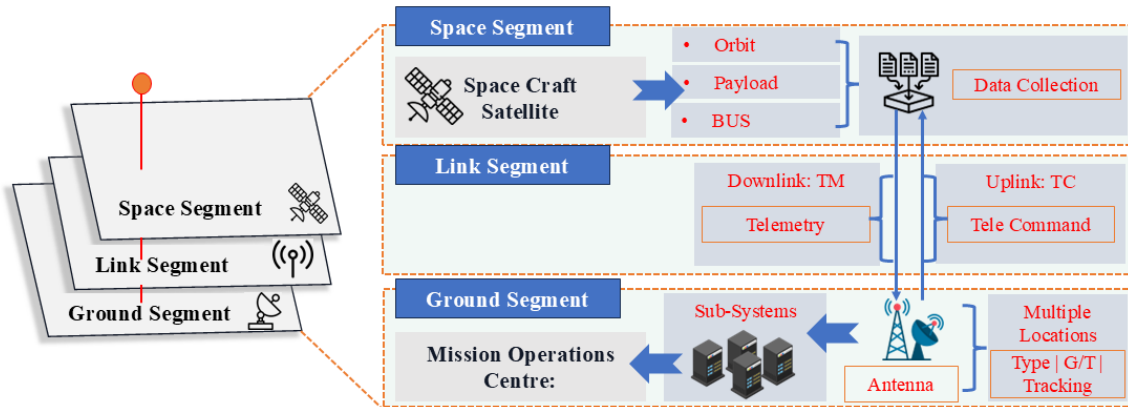 Space Segment
Link Segment
Ground Segment
Space Segment
Space Craft
Satellite
• Orbit
• Payload
• BUS
Data Collection
Link Segment
Downlink: TM
Telemetry
Uplink: TC
Tele Command
Ground Segment
Mission Operations
Centre:
Sub-Systems
Antenna
Multiple
Locations
Type | G/T |
Tracking